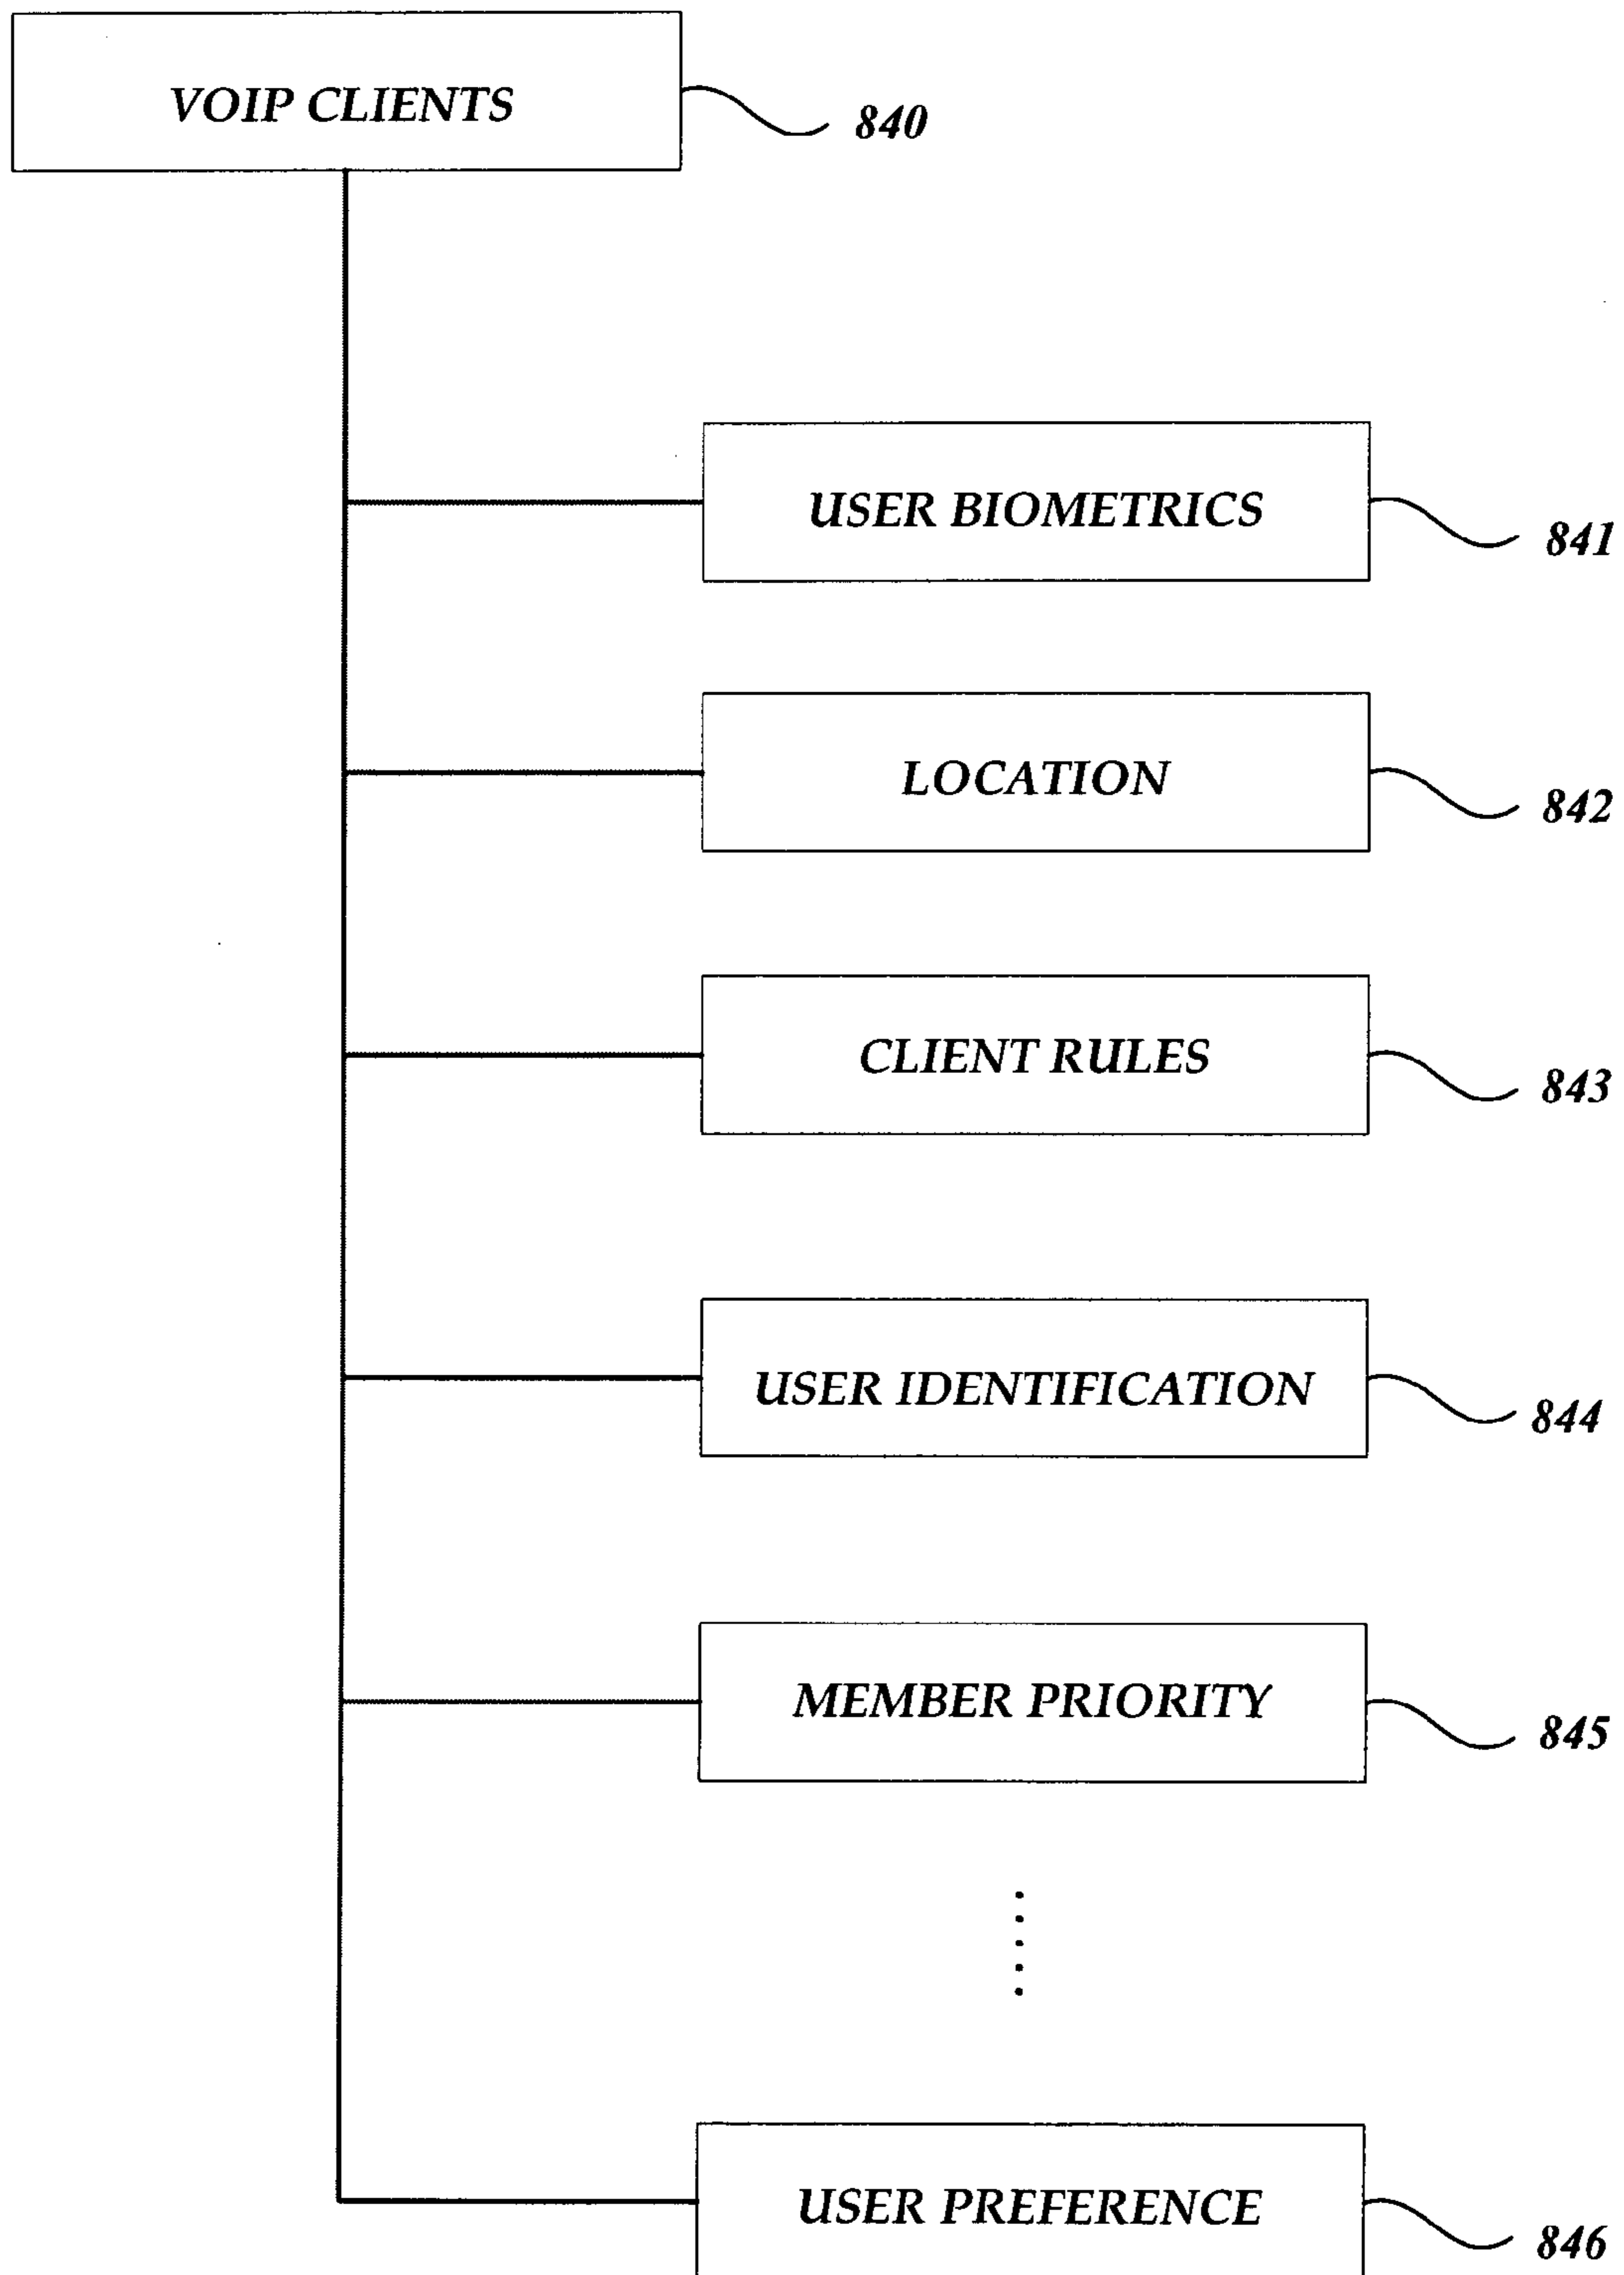 VOIP CLIENTS 840
USER BIOMETRICS 841
LOCATION 842
CLIENT RULES 843
USER IDENTIFICATION 844
MEMBER PRIORITY 845
USER PREFERENCE 846